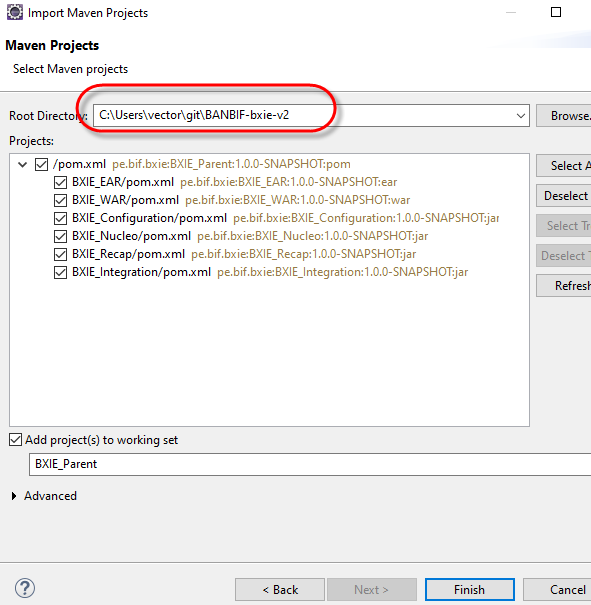 Import Maven Projects
Maven Projects
Select Maven projects
Root Directory: C:\Users\vector\git\BANBIF-bxie-v2 Browse.
Projects:
/pom.xml pe.bif.bxie:BXIE_Parent:1.0.0-SNAPSHOT:pom
BXIE_EAR/pom.xml pe.bif.bxie:BXIE_EAR:1.0.0-SNAPSHOT:ear
BXIE_WAR/pom.xml pe.bif.bxie:BXIE_WAR:1.0.0-SNAPSHOT:war
BXIE_Configuration/pom.xml pe.bif.bxie:BXIE_Configuration:1.0.0-SNAPSHOT:jar
BXIE_Nucleo/pom.xml pe.bif.bxie:BXIE_Nucleo:1.0.0-SNAPSHOT:jar
BXIE_Recap/pom.xml pe.bif.bxie:BXIE_Recap:1.0.0-SNAPSHOT:jar
BXIE_Integration/pom.xml pe.bif.bxie:BXIE_Integration:1.0.0-SNAPSHOT:jar
Select A
Deselect
Select Tr
Deselect T
Refresh
Add project(s) to working set
BXIE_Parent
Advanced
? < Back Next > Finish Cancel